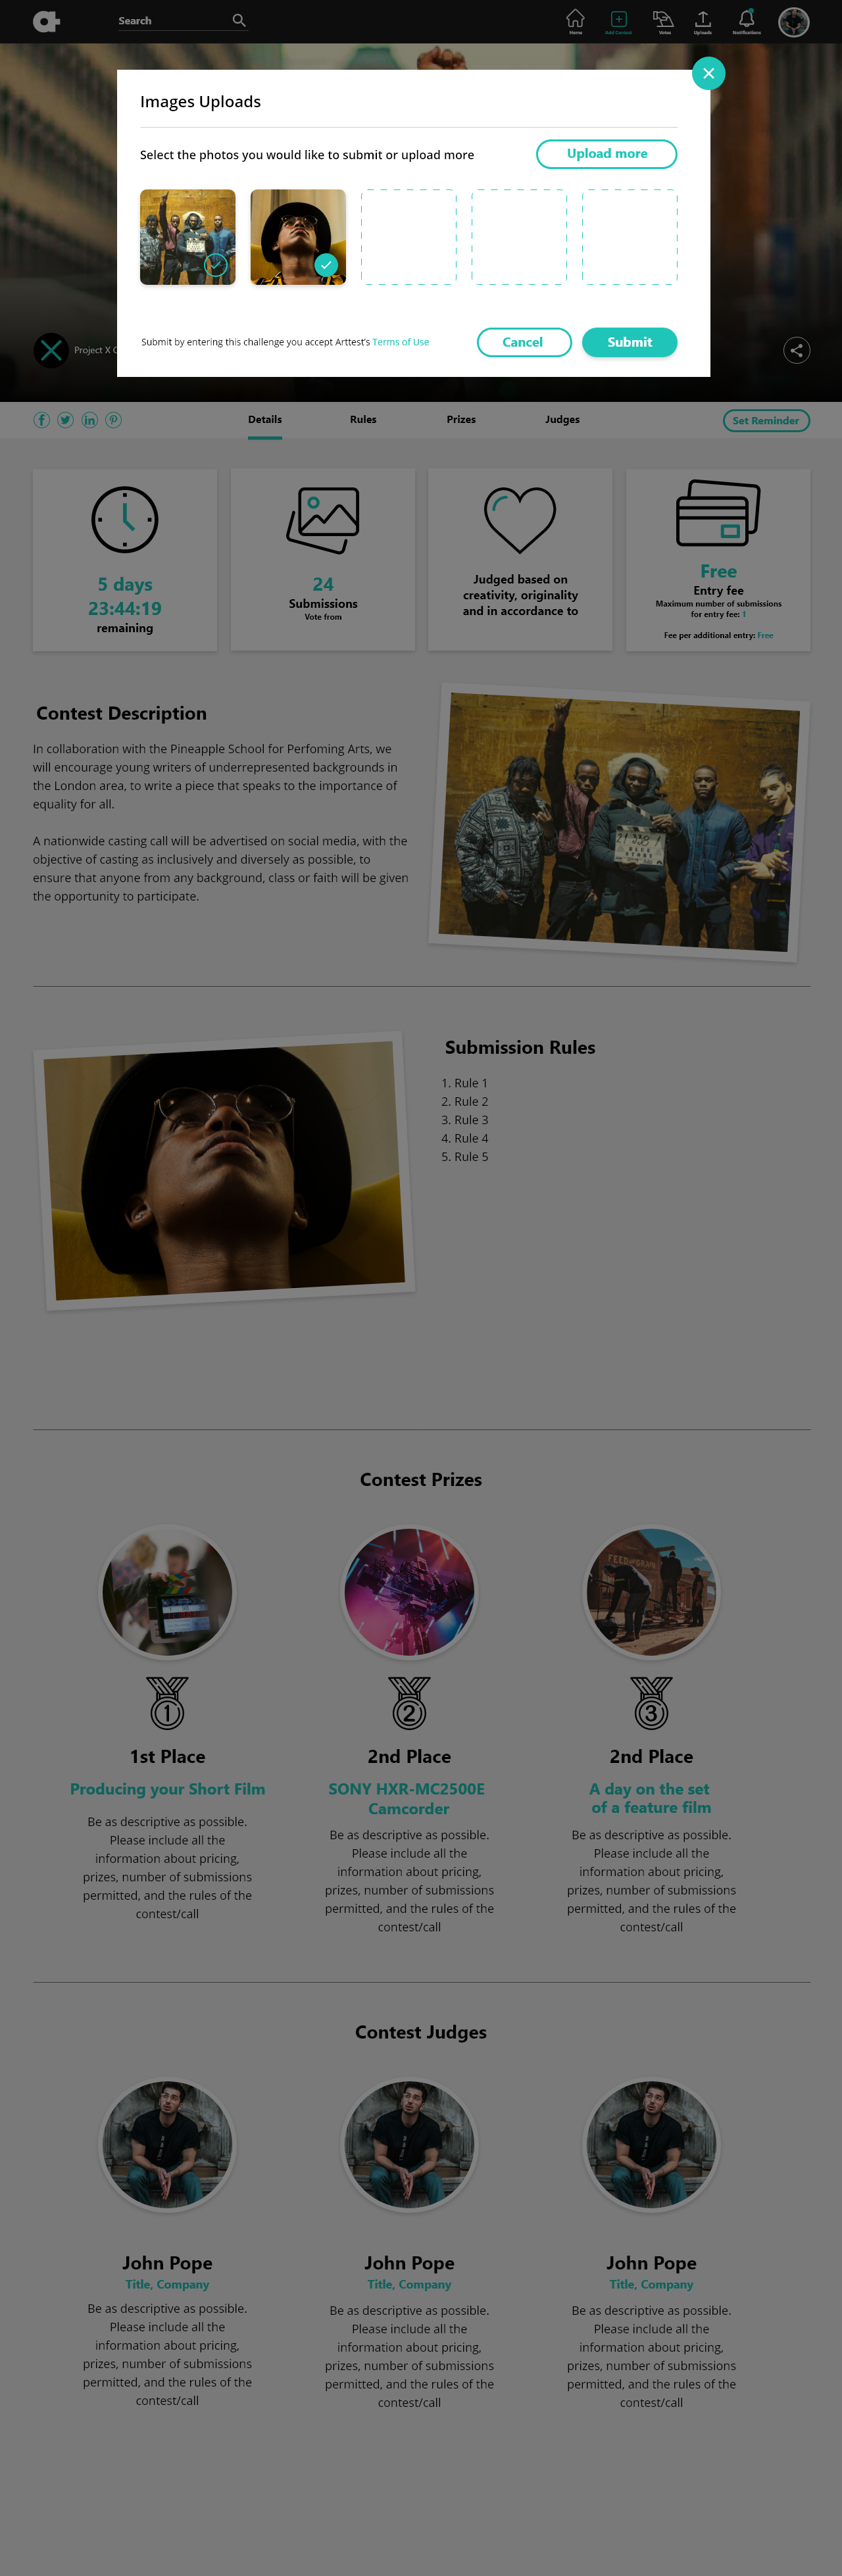 Search
Home
Add Contest
Votes
Uploads
Notifications
Images Uploads
Select the photos you would like to submit or upload more
Upload more
Submit by entering this challenge you accept Arttest's Terms of Use
Cancel
Submit
Project X
Details
Rules
Prizes
Judges
Set Reminder
5 days
23:44:19
remaining
24
Submissions
Vote from
Judged based on
creativity, originality
and in accordance to
Free
Entry fee
Maximum number of submissions
for entry fee: 1
Fee per additional entry: Free
Contest Description
In collaboration with the Pineapple School for Perfoming Arts, we
will encourage young writers of underrepresented backgrounds in
the London area, to write a piece that speaks to the importance of
equality for all.
A nationwide casting call will be advertised on social media, with the
objective of casting as inclusively and diversely as possible, to
ensure that anyone from any background, class or faith will be given
the opportunity to participate.
Submission Rules
1. Rule 1
2. Rule 2
3. Rule 3
4. Rule 4
5. Rule 5
Contest Prizes
FEED GRAIN
1
2
3
1st Place
Producing your Short Film
Be as descriptive as possible.
Please include all the
information about pricing,
prizes, number of submissions
permitted, and the rules of the
contest/call
2nd Place
SONY HXR-MC2500E
Camcorder
Be as descriptive as possible.
Please include all the
information about pricing,
prizes, number of submissions
permitted, and the rules of the
contest/call
2nd Place
A day on the set
of a feature film
Be as descriptive as possible.
Please include all the
information about pricing,
prizes, number of submissions
permitted, and the rules of the
contest/call
Contest Judges
John Pope
Title, Company
Be as descriptive as possible.
Please include all the
information about pricing,
prizes, number of submissions
permitted, and the rules of the
contest/call
John Pope
Title, Company
Be as descriptive as possible.
Please include all the
information about pricing,
prizes, number of submissions
permitted, and the rules of the
contest/call
John Pope
Title, Company
Be as descriptive as possible.
Please include all the
information about pricing,
prizes, number of submissions
permitted, and the rules of the
contest/call